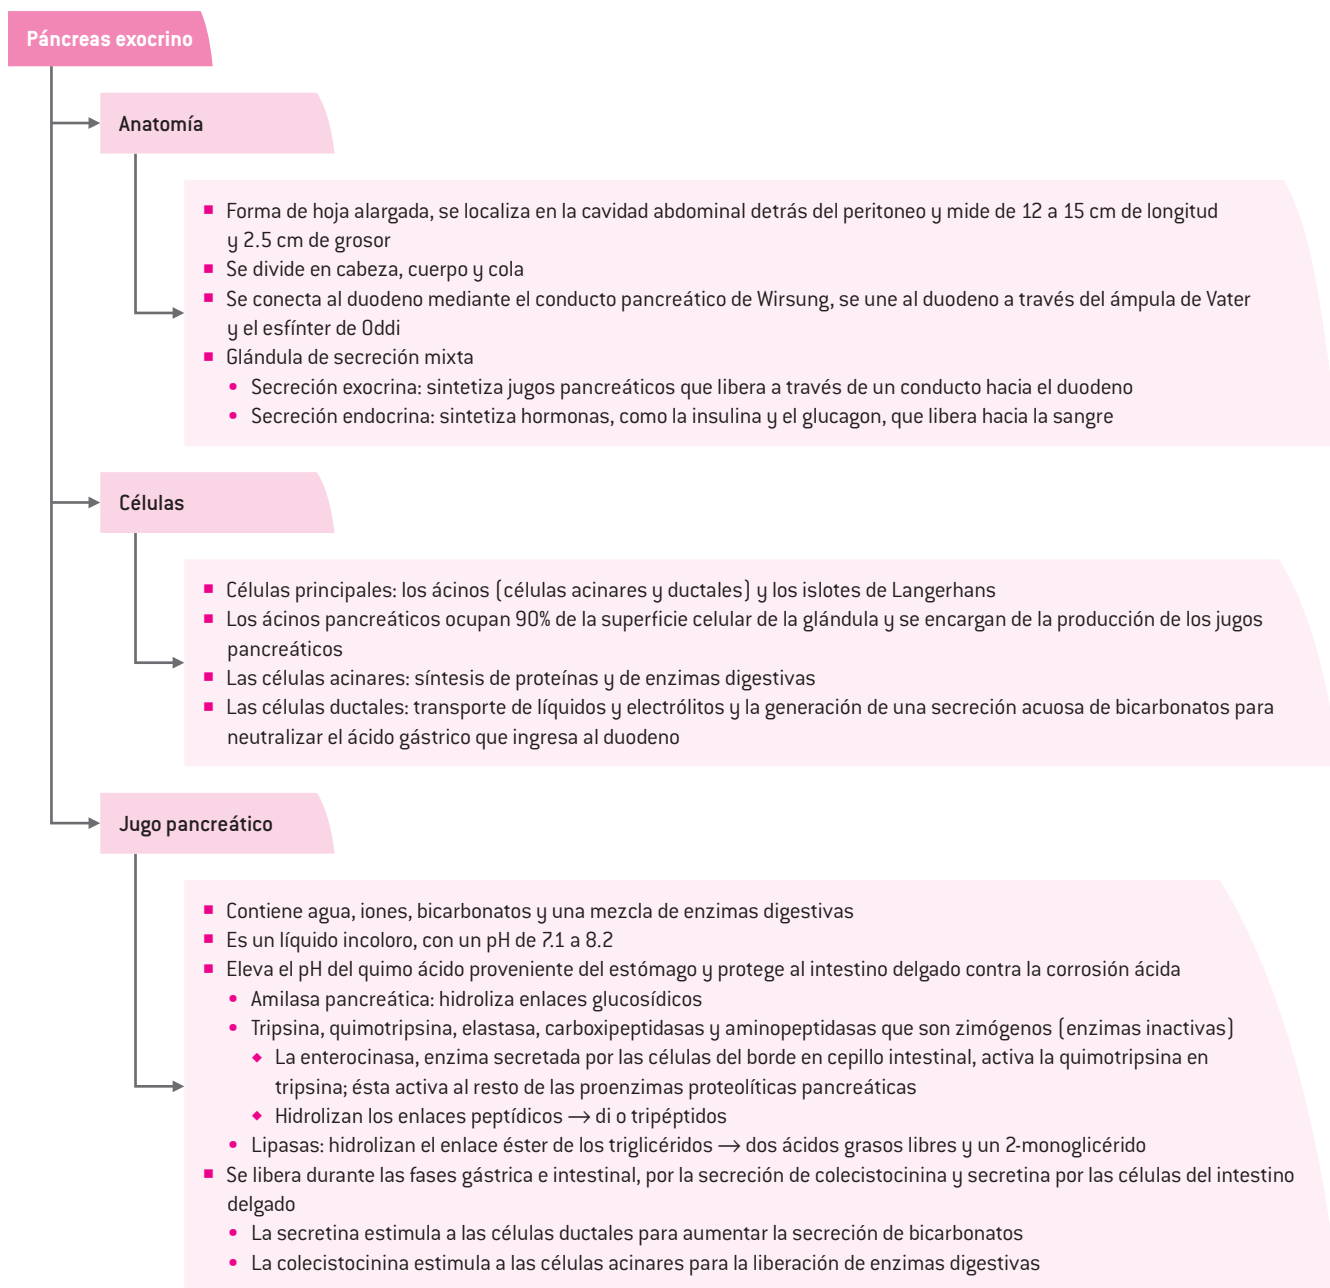 Páncreas exocrino
Anatomía
■ Forma de hoja alargada, se localiza en la cavidad abdominal detrás del peritoneo y mide de 12 a 15 cm de longitud
y 2.5 cm de grosor
■ Se divide en cabeza, cuerpo y cola
■ Se conecta al duodeno mediante el conducto pancreático de Wirsung, se une al duodeno a través del ámpula de Vater
y el esfínter de Oddi
■ Glándula de secreción mixta
• Secreción exocrina: sintetiza jugos pancreáticos que libera a través de un conducto hacia el duodeno
• Secreción endocrina: sintetiza hormonas, como la insulina y el glucagon, que libera hacia la sangre
Células
■ Células principales: los ácinos (células acinares y ductales) y los islotes de Langerhans
■ Los ácinos pancreáticos ocupan 90% de la superficie celular de la glándula y se encargan de la producción de los jugos
pancreáticos
■ Las células acinares: síntesis de proteínas y de enzimas digestivas
■ Las células ductales: transporte de líquidos y electrólitos y la generación de una secreción acuosa de bicarbonatos para
neutralizar el ácido gástrico que ingresa al duodeno
Jugo pancreático
■ Contiene agua, iones, bicarbonatos y una mezcla de enzimas digestivas
■ Es un líquido incoloro, con un pH de 7.1 a 8.2
■ Eleva el pH del quimo ácido proveniente del estómago y protege al intestino delgado contra la corrosión ácida
• Amilasa pancreática: hidroliza enlaces glucosídicos
• Tripsina, quimotripsina, elastasa, carboxipeptidasas y aminopeptidasas que son zimógenos (enzimas inactivas)
◆ La enterocinasa, enzima secretada por las células del borde en cepillo intestinal, activa la quimotripsina en
tripsina; ésta activa al resto de las proenzimas proteolíticas pancreáticas
◆ Hidrolizan los enlaces peptídicos → di o tripéptidos
• Lipasas: hidrolizan el enlace éster de los triglicéridos → dos ácidos grasos libres y un 2-monoglicérido
■ Se libera durante las fases gástrica e intestinal, por la secreción de colecistocinina y secretina por las células del intestino
delgado
• La secretina estimula a las células ductales para aumentar la secreción de bicarbonatos
• La colecistocinina estimula a las células acinares para la liberación de enzimas digestivas